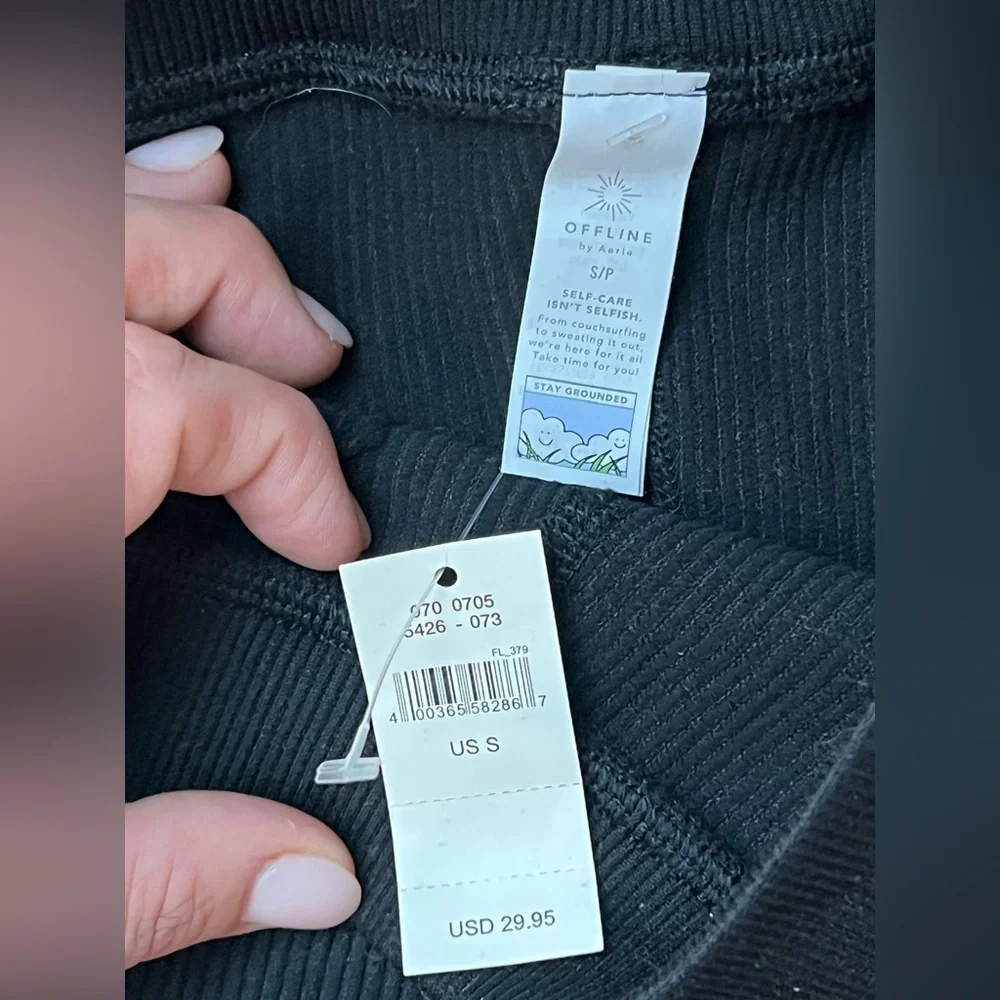 OFFLINE
by Aerie
S/P
SELF-CARE
ISN'T SELFISH.
From couchsurfing
to sweating it out,
we're here for it all
Take time for you!
STAY GROUNDED
070 0705
5426 - 073
FL_379
4 00365 58286 7
US S
USD 29.95